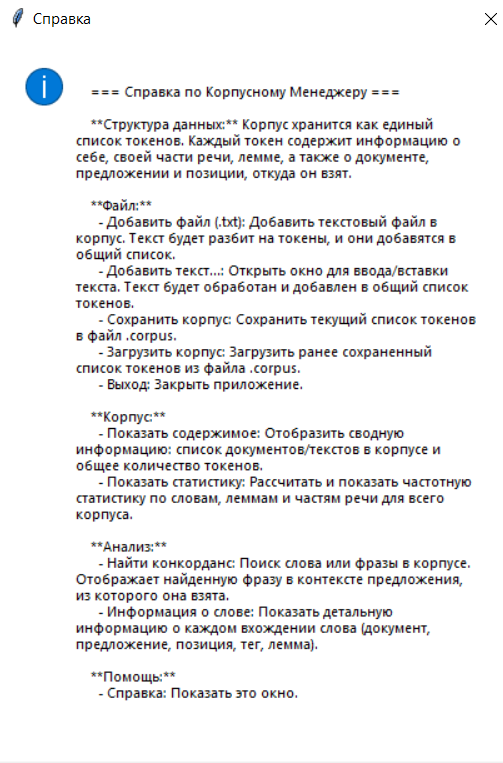 Справка
=== Справка по Корпусному Менеджеру ===
**Структура данных:** Корпус хранится как единый
список токенов. Каждый токен содержит информацию о
себе, своей части речи, лемме, а также о документе,
предложении и позиции, откуда он взят.
**Файл:**
- Добавить файл (.txt): Добавить текстовый файл в
корпус. Текст будет разбит на токены, и они добавятся в
общий список.
- Добавить текст...: Открыть окно для ввода/вставки
текста. Текст будет обработан и добавлен в общий список
токенов.
- Сохранить корпус: Сохранить текущий список токенов
в файл .corpus.
- Загрузить корпус: Загрузить ранее сохраненный
список токенов из файла .corpus.
- Выход: Закрыть приложение.
**Корпус:**
- Показать содержимое: Отобразить сводную
информацию: список документов/текстов в корпусе и
общее количество токенов.
- Показать статистику: Рассчитать и показать частотную
статистику по словам, леммам и частям речи для всего
корпуса.
**Анализ:**
- Найти конкорданс: Поиск слова или фразы в корпусе.
Отображает найденную фразу в контексте предложения,
из которого она взята.
- Информация о слове: Показать детальную
информацию о каждом вхождении слова (документ,
предложение, позиция, тег, лемма).
**Помощь:**
- Справка: Показать это окно.